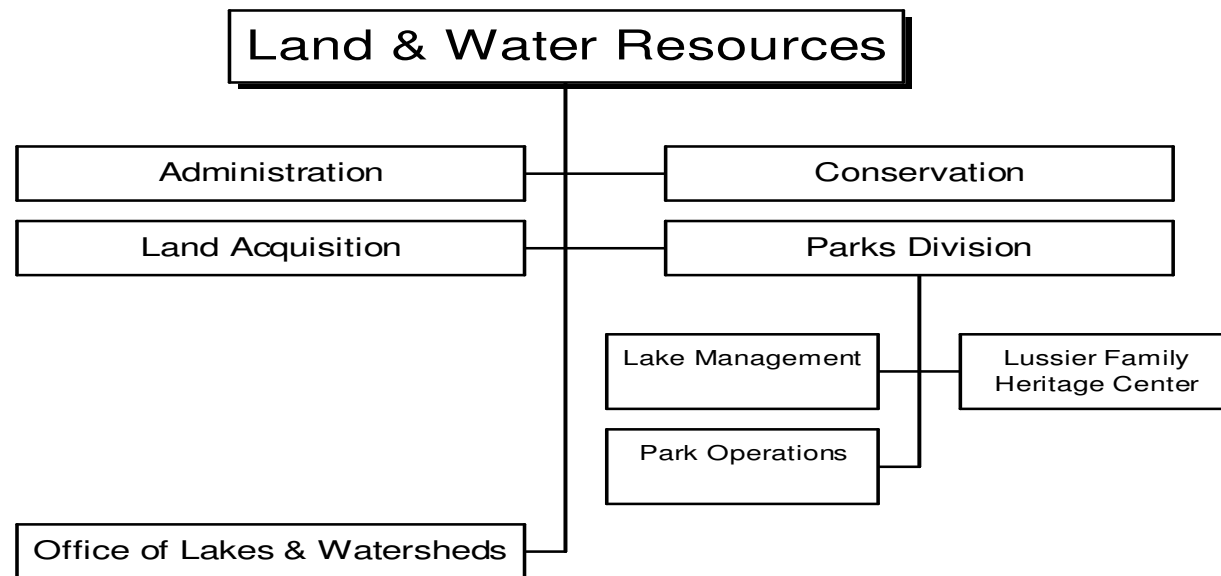 Land & Water Resources
Administration
Conservation
Land Acquisition
Parks Division
Lake Management
Lussier Family
Heritage Center
Park Operations
Office of Lakes & Watersheds